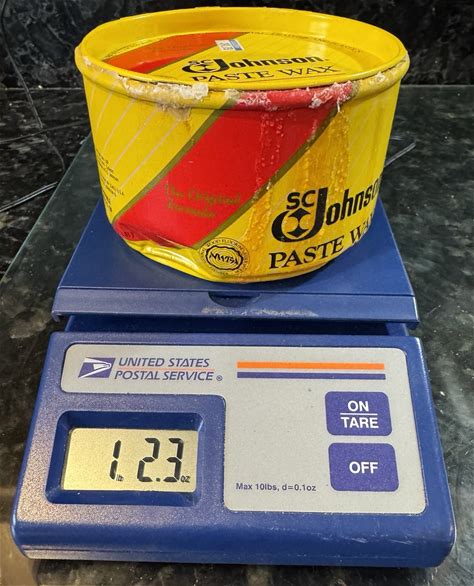 SC
Johnson
PASTE WAX
The Original
Formula
SC
Johnson
PASTE WAX
NWFSA
UNITED STATES
POSTAL SERVICE®
ON
TARE
OFF
1 lb 2.3 oz
Max 10lbs, d=0.1oz